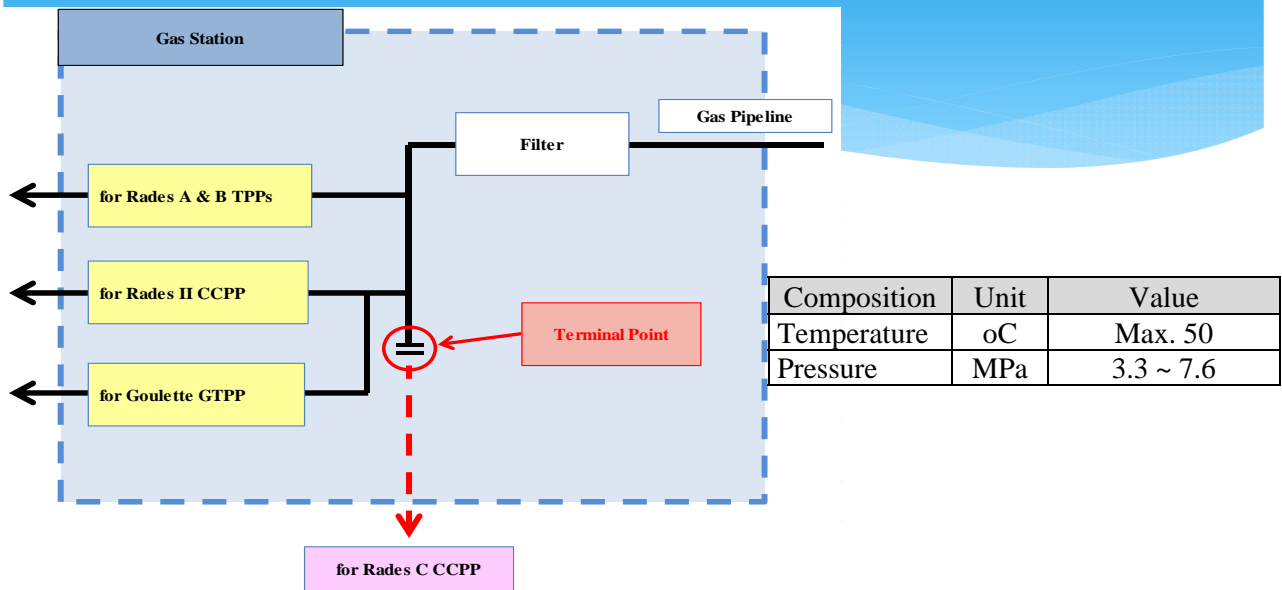 Gas Station
Gas Pipeline
Filter
for Rades A & B TPPs
for Rades II CCPP
Terminal Point
for Goulette GTPP
for Rades C CCPP
Composition Unit Value
Temperature oC Max. 50
Pressure MPa 3.3 ~ 7.6